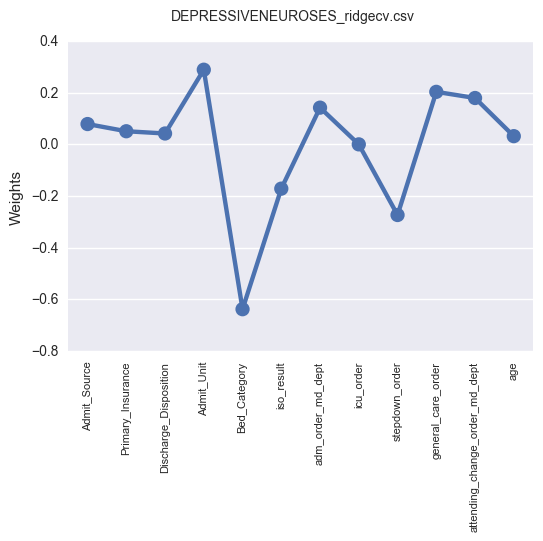 DEPRESSIVENEUROSES_ridgecv.csv
Weights
0.4
0.2
0.0
−0.2
−0.4
−0.6
−0.8
Admit_Source
Primary_Insurance
Discharge_Disposition
Admit_Unit
Bed_Category
iso_result
adm_order_md_dept
icu_order
stepdown_order
general_care_order
attending_change_order_md_dept
age